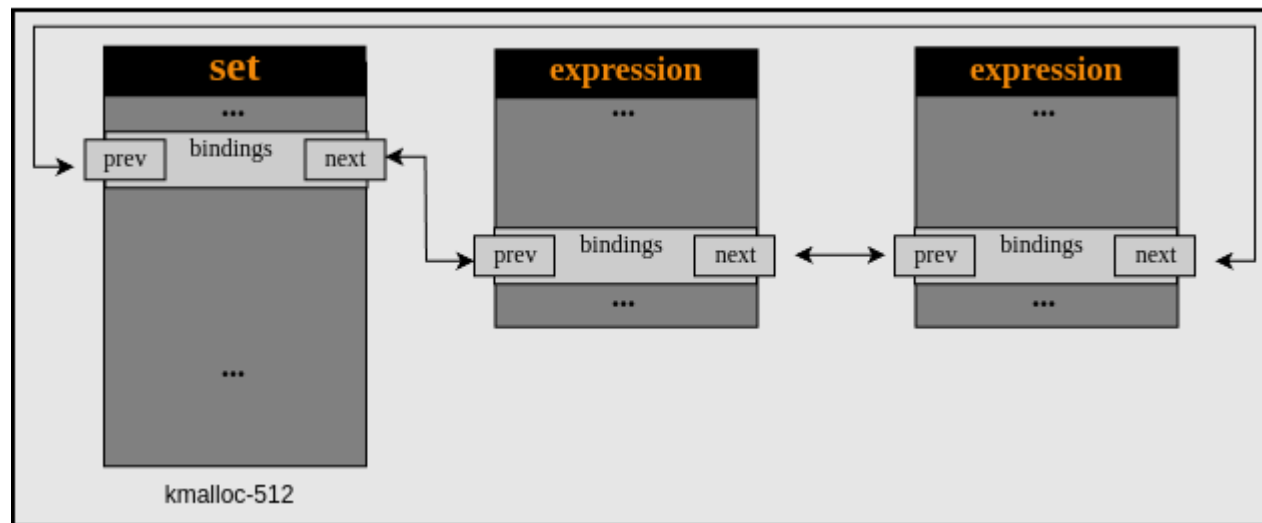 set
...
prev bindings next
...
kmalloc-512
expression
...
prev bindings next
...
expression
...
prev bindings next
...